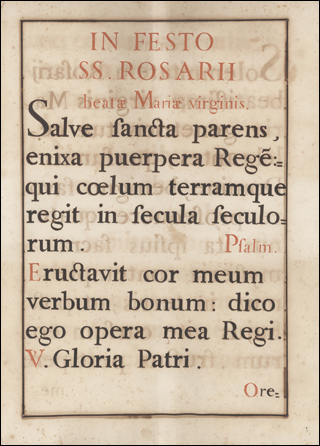 IN FESTO
SS. ROSARII
beatæ Mariæ virginis.
Salve ſancta parens,
enixa puerpera Regē:=
qui cœlum terramque
regit in ſecula ſeculo=
rum. Pſalm.
Eructavit cor meum
verbum bonum: dico
ego opera mea Regi.
V. Gloria Patri.
Ore=